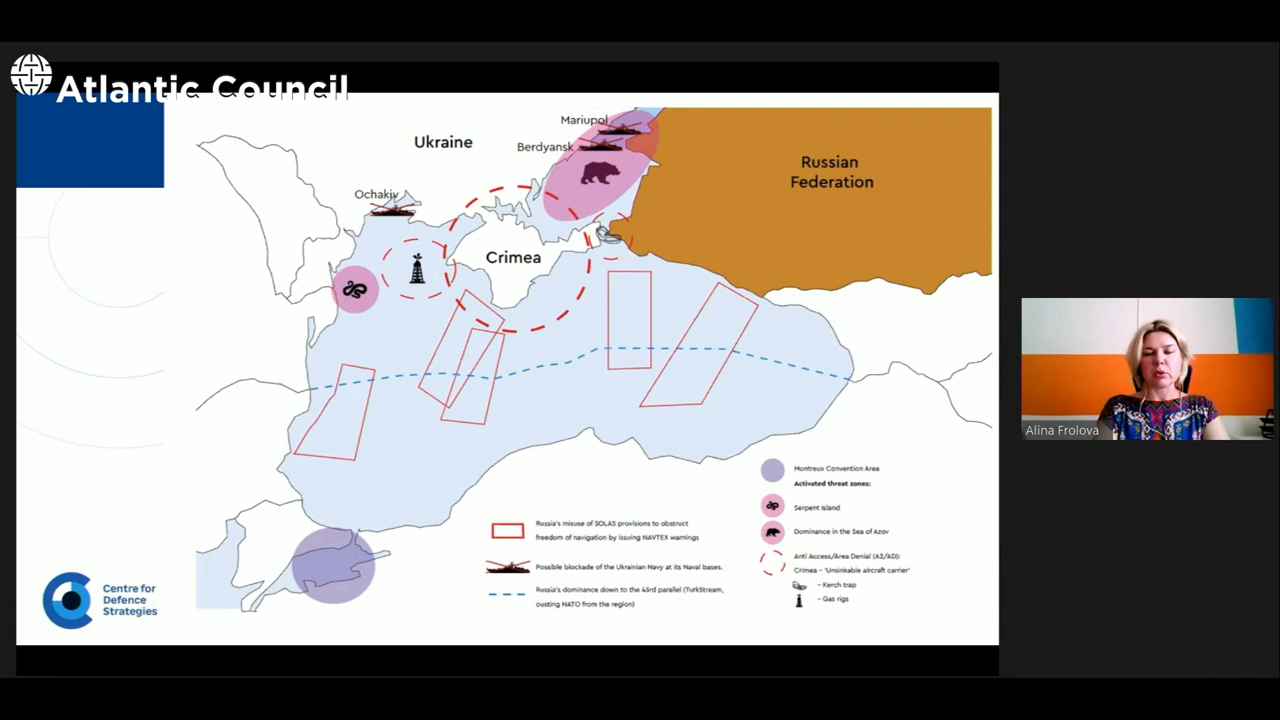 Atlantic Council
Mariupol
Ukraine
Berdyansk
Russian
Federation
Ochakiv
Crimea
Montreux Convention Area
Activated threat zones:
Serpent Island
Dominance in the Sea of Azov
Anti Access/Area Denial (A2/AD):
Crimea – 'Unsinkable aircraft carrier'
– Kerch trap
– Gas rigs
Russia's misuse of SOLAS provisions to obstruct
freedom of navigation by issuing NAVTEX warnings
Possible blockade of the Ukrainian Navy at its Naval bases.
Russia's dominance down to the 43rd parallel (TurkStream,
ousting NATO from the region)
Centre for
Defence
Strategies
Alina Frolova